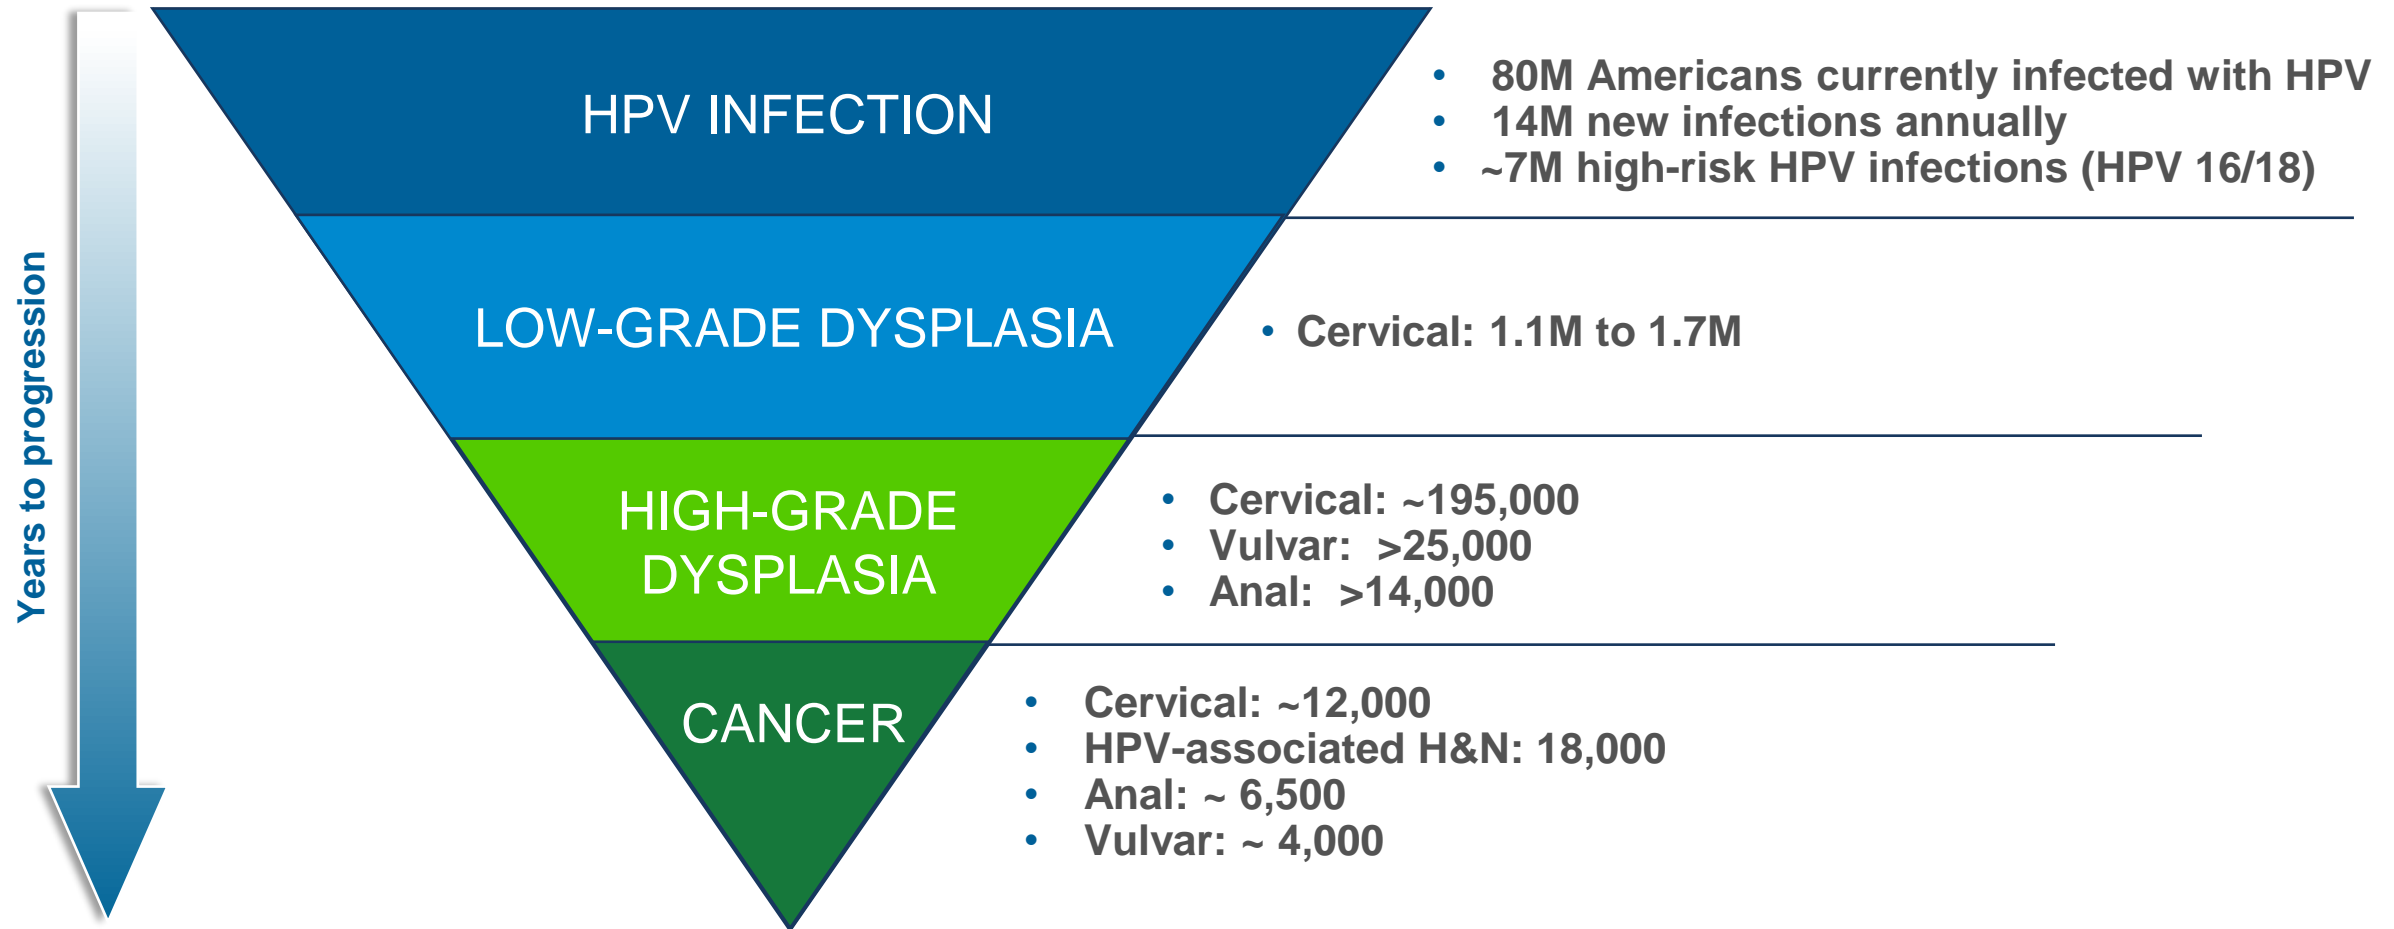 Years to progression
HPV INFECTION
• 80M Americans currently infected with HPV
• 14M new infections annually
• ~7M high-risk HPV infections (HPV 16/18)
LOW-GRADE DYSPLASIA
• Cervical: 1.1M to 1.7M
HIGH-GRADE
DYSPLASIA
• Cervical: ~195,000
• Vulvar: >25,000
• Anal: >14,000
CANCER
• Cervical: ~12,000
• HPV-associated H&N: 18,000
• Anal: ~ 6,500
• Vulvar: ~ 4,000